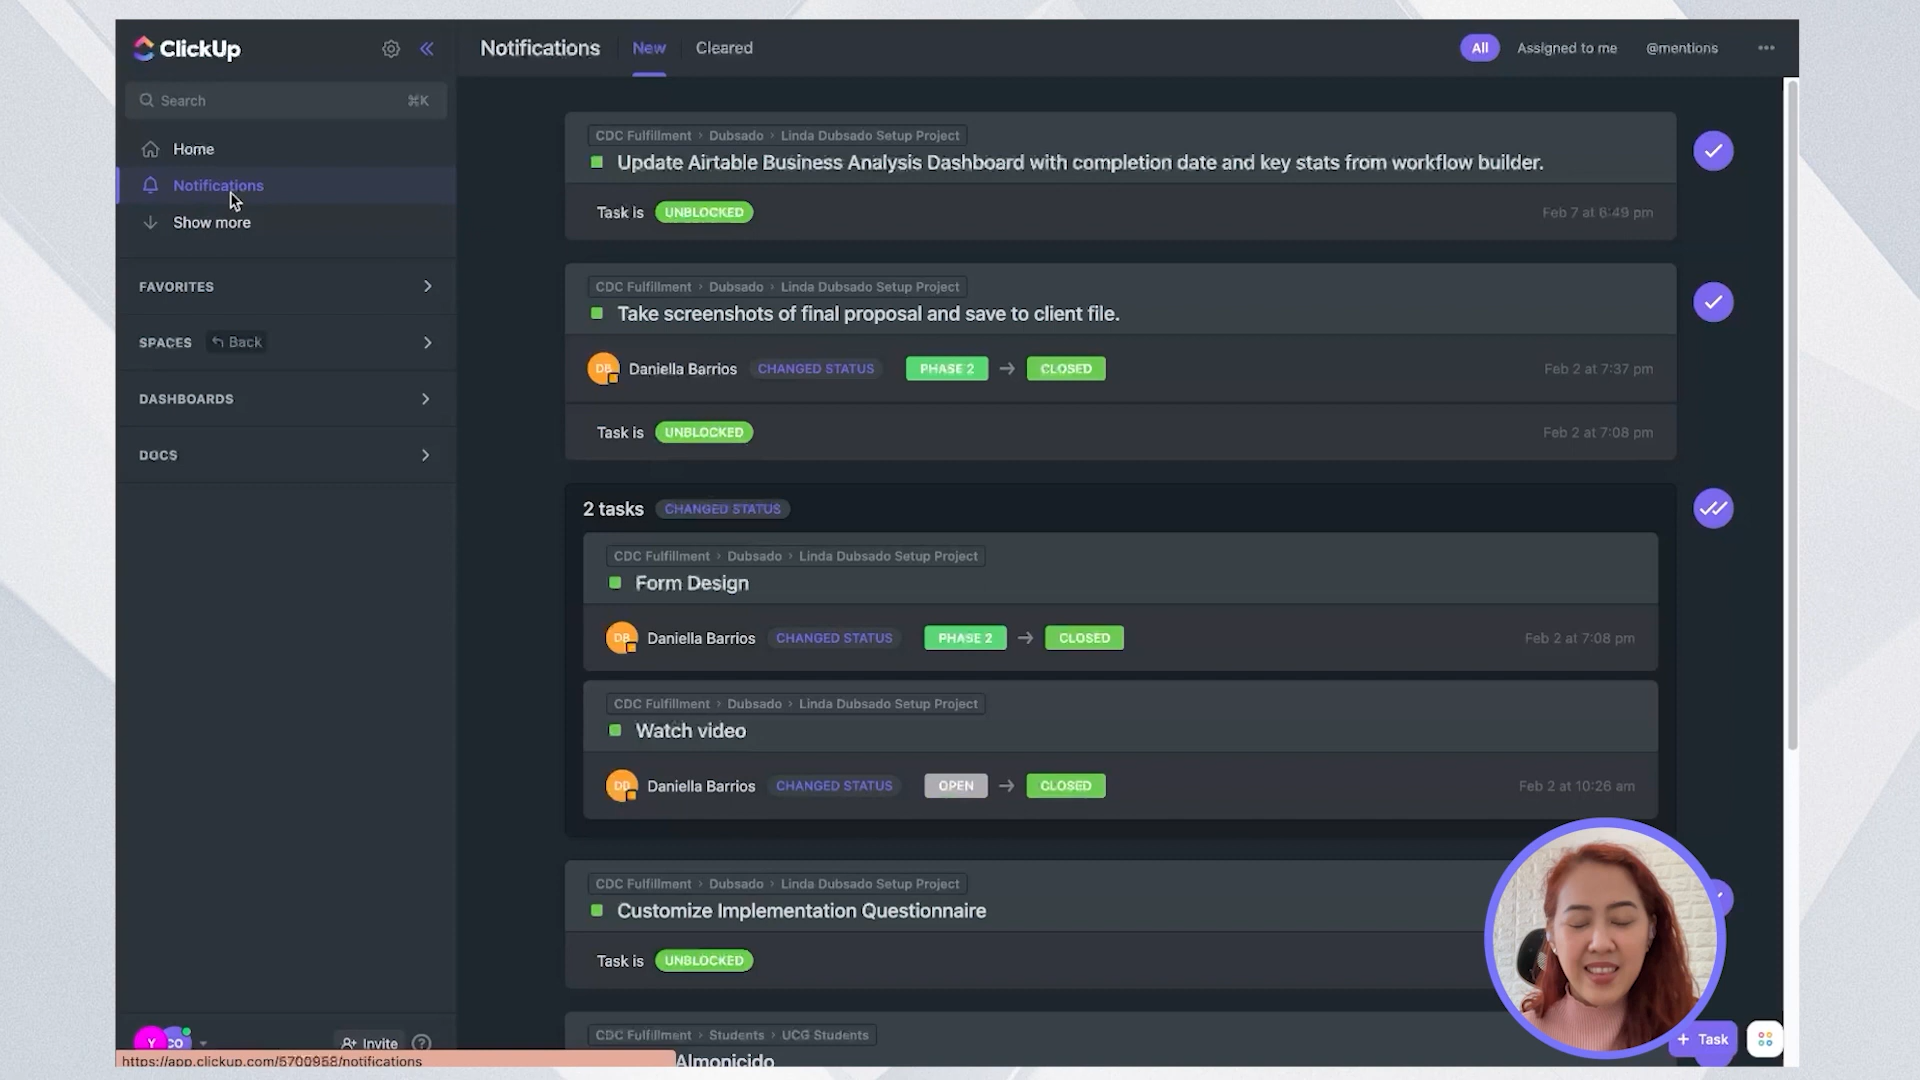 ClickUp
Search ⌘K
Home
Notifications
Show more
FAVORITES
SPACES Back
DASHBOARDS
DOCS
Y CO
Invite ?
https://app.clickup.com/5700958/notifications
Notifications New Cleared
All Assigned to me @mentions
CDC Fulfillment › Dubsado › Linda Dubsado Setup Project
Update Airtable Business Analysis Dashboard with completion date and key stats from workflow builder.
Task is UNBLOCKED Feb 7 at 6:49 pm
CDC Fulfillment › Dubsado › Linda Dubsado Setup Project
Take screenshots of final proposal and save to client file.
DB Daniella Barrios CHANGED STATUS PHASE 2 → CLOSED Feb 2 at 7:37 pm
Task is UNBLOCKED Feb 2 at 7:08 pm
2 tasks CHANGED STATUS
CDC Fulfillment › Dubsado › Linda Dubsado Setup Project
Form Design
DB Daniella Barrios CHANGED STATUS PHASE 2 → CLOSED Feb 2 at 7:08 pm
CDC Fulfillment › Dubsado › Linda Dubsado Setup Project
Watch video
DB Daniella Barrios CHANGED STATUS OPEN → CLOSED Feb 2 at 10:26 am
CDC Fulfillment › Dubsado › Linda Dubsado Setup Project
Customize Implementation Questionnaire
Task is UNBLOCKED
CDC Fulfillment › Students › UCG Students
Almonicido
+ Task